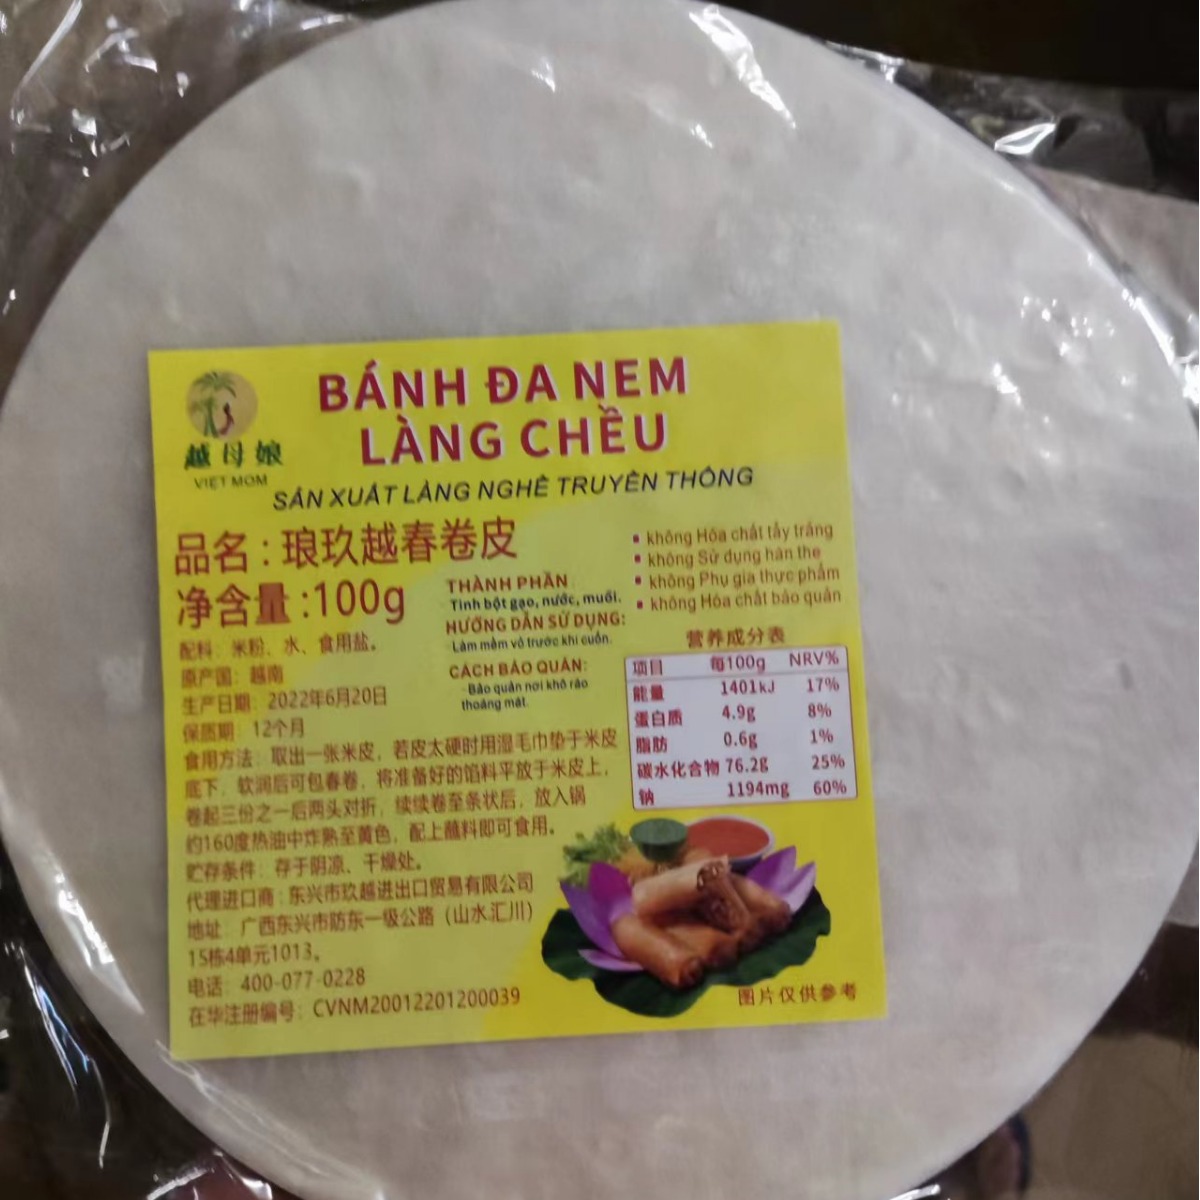 BÁNH ĐA NEM
LÀNG CHỀU
越母娘
VIET MOM
SẢN XUẤT LÀNG NGHỀ TRUYỀN THỐNG
品名：琅玖越春卷皮
净含量:100g
không Hóa chất tẩy trắng
không Sử dụng hàn the
không Phụ gia thực phẩm
không Hóa chất bảo quản
THÀNH PHẦN
Tinh bột gạo, nước, muối.
HƯỚNG DẪN SỬ DỤNG:
Làm mềm vỏ trước khi cuốn.
CÁCH BẢO QUẢN:
- Bảo quản nơi khô ráo
thoáng mát.
配料：米粉、水、食用盐。
原产国：越南
生产日期：2022年6月20日
保质期：12个月
食用方法：取出一张米皮，若皮太硬时用湿毛巾垫于米皮
底下，软润后可包春卷，将准备好的馅料平放于米皮上，
卷起三份之一后两头对折，续续卷至条状后，放入锅
约160度热油中炸熟至黄色，配上蘸料即可食用。
贮存条件：存于阴凉、干燥处。
代理进口商：东兴市玖越进出口贸易有限公司
地址：广西东兴市防东一级公路（山水汇川）
15栋4单元1013。
电话：400-077-0228
在华注册编号：CVNM20012201200039
营养成分表
项目 每100g NRV%
能量 1401kJ 17%
蛋白质 4.9g 8%
脂肪 0.6g 1%
碳水化合物 76.2g 25%
钠 1194mg 60%
图片仅供参考